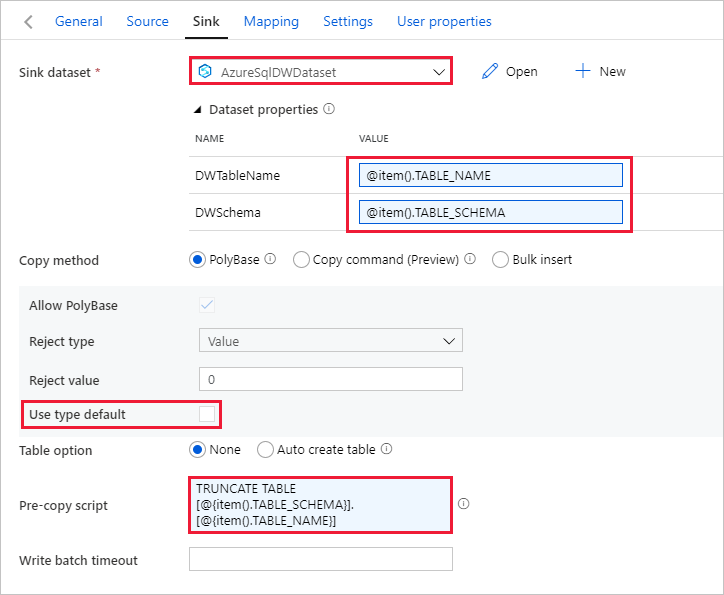 General Source Sink Mapping Settings User properties
Sink dataset * AzureSqlDWDataset Open New
Dataset properties
NAME VALUE
DWTableName @item().TABLE_NAME
DWSchema @item().TABLE_SCHEMA
Copy method PolyBase Copy command (Preview) Bulk insert
Allow PolyBase
Reject type Value
Reject value 0
Use type default
Table option None Auto create table
Pre-copy script TRUNCATE TABLE
[@{item().TABLE_SCHEMA}].
[@{item().TABLE_NAME}]
Write batch timeout